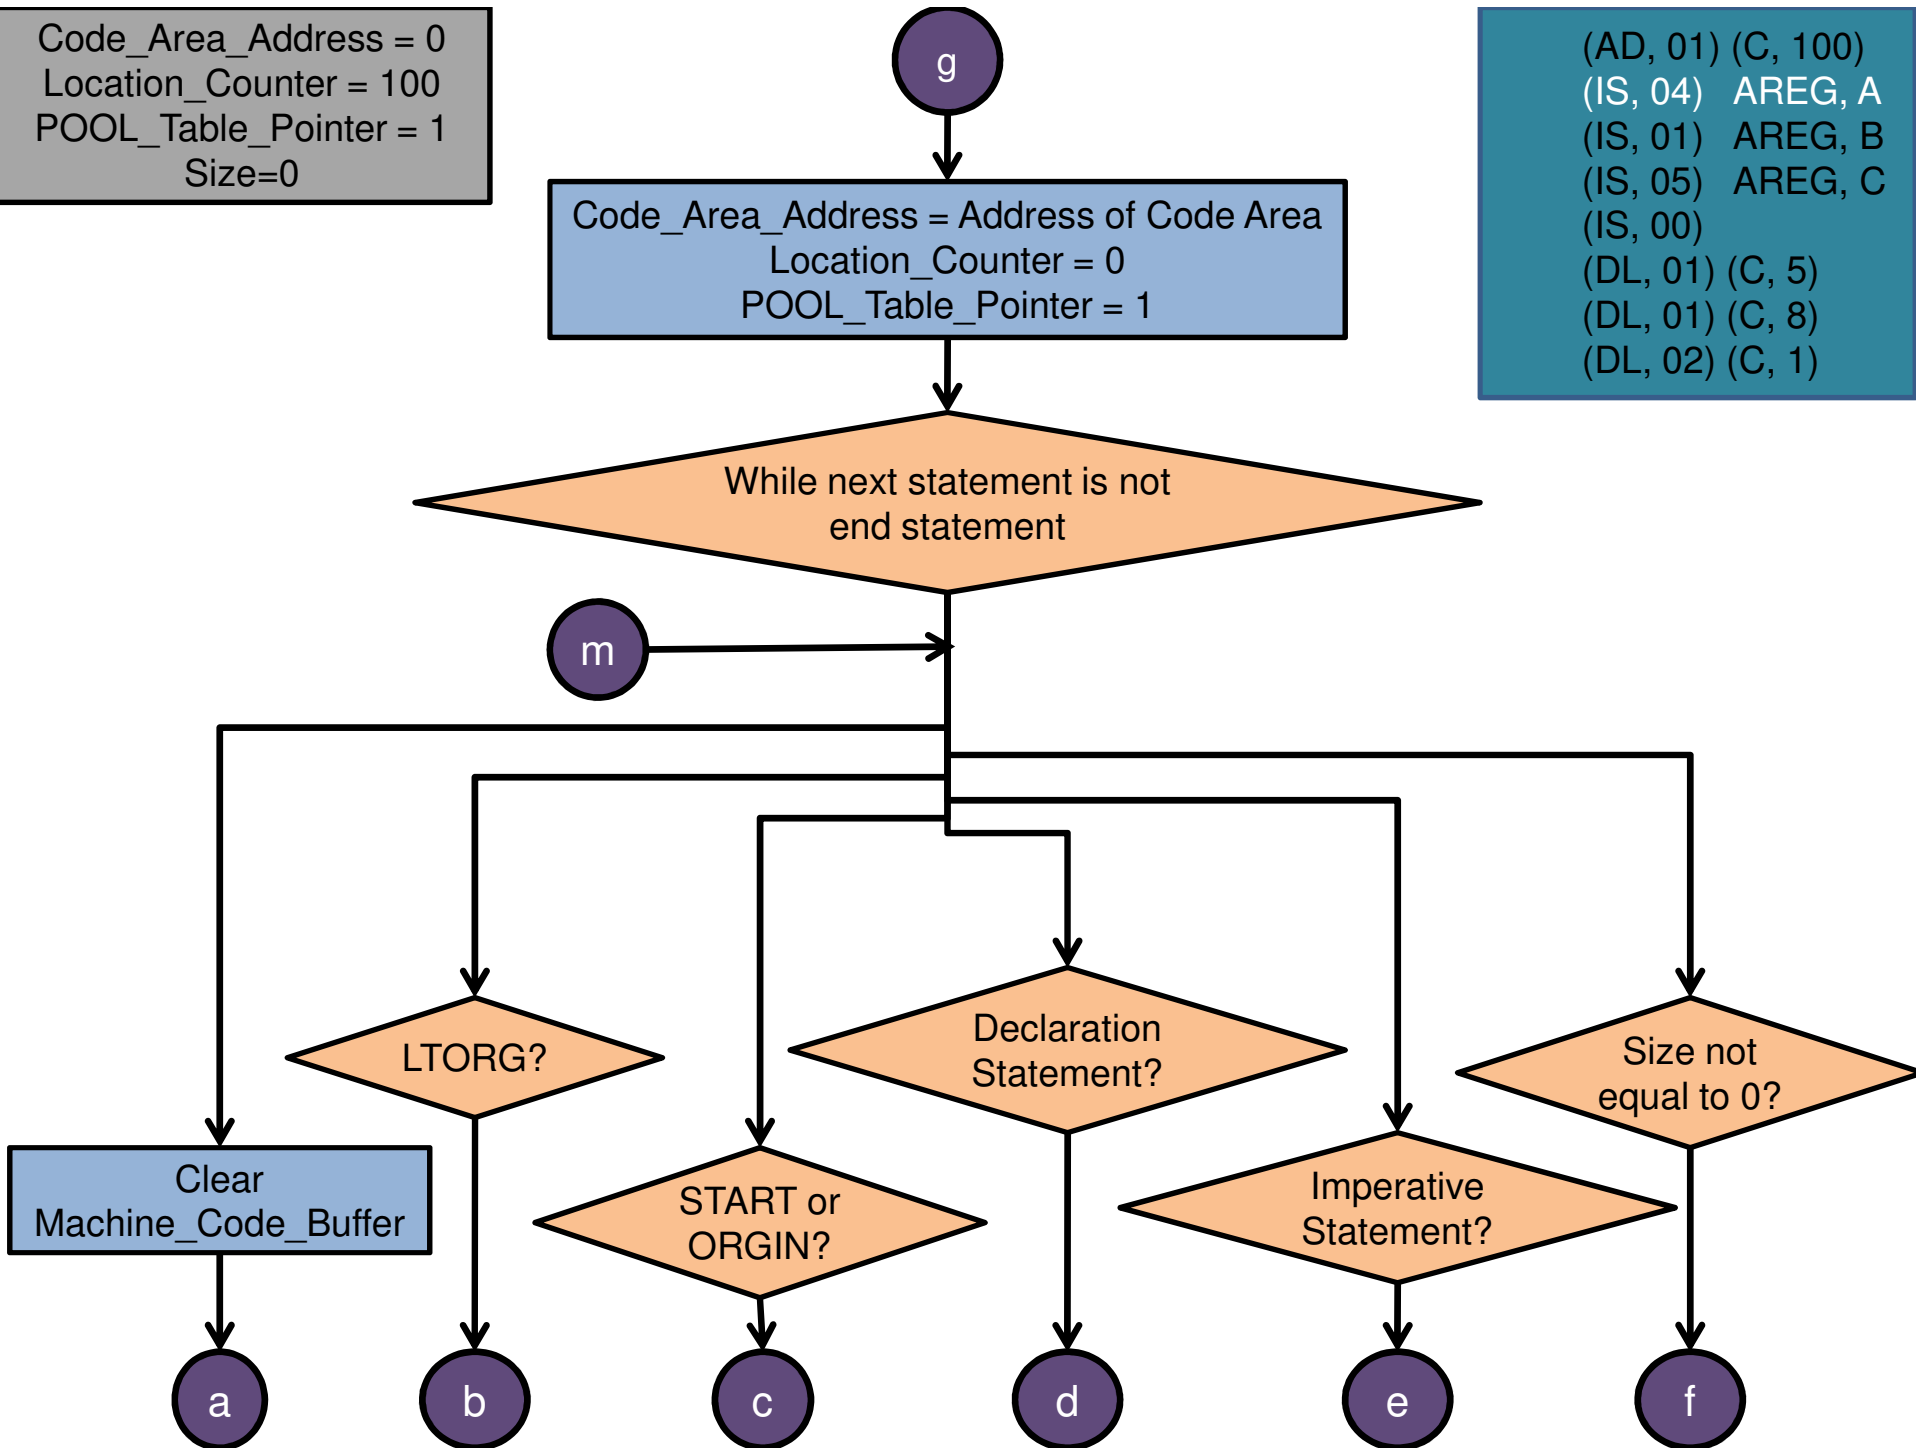 Code_Area_Address = 0
Location_Counter = 100
POOL_Table_Pointer = 1
Size=0
g
(AD, 01) (C, 100)
(IS, 04) AREG, A
(IS, 01) AREG, B
(IS, 05) AREG, C
(IS, 00)
(DL, 01) (C, 5)
(DL, 01) (C, 8)
(DL, 02) (C, 1)
Code_Area_Address = Address of Code Area
Location_Counter = 0
POOL_Table_Pointer = 1
While next statement is not
end statement
m
LTORG?
Declaration
Statement?
Size not
equal to 0?
Clear
Machine_Code_Buffer
START or
ORGIN?
Imperative
Statement?
a
b
c
d
e
f